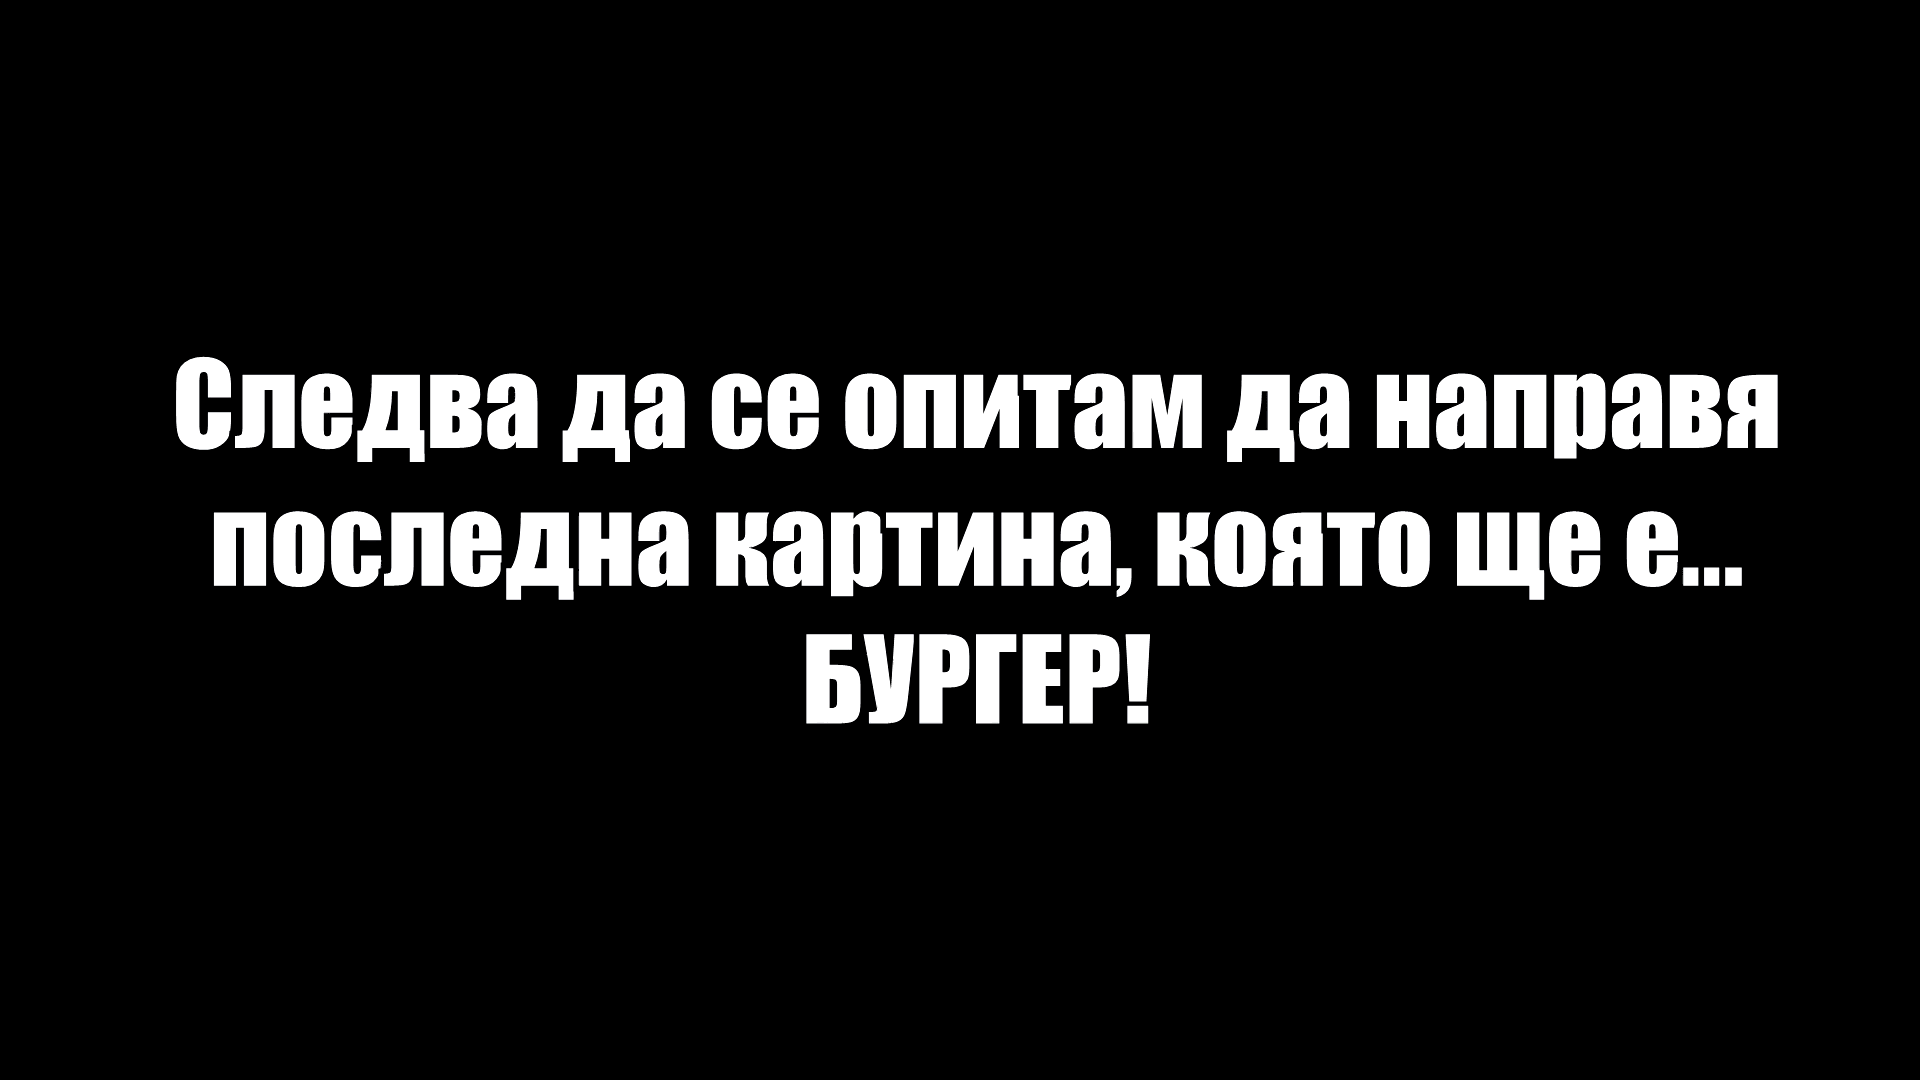 Следва да се опитам да направя
последна картина, която ще е...
БУРГЕР!